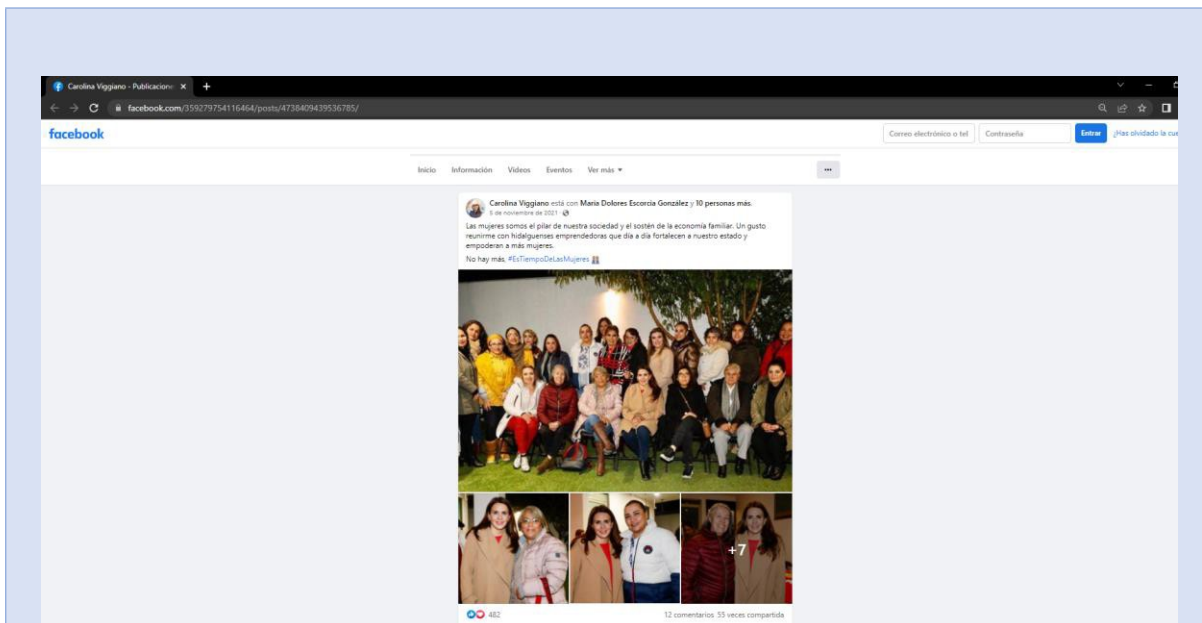 Carolina Viggiano - Publicacione
facebook.com/359279754116464/posts/4738409439536785/
facebook
Correo electrónico o tel
Contraseña
Entrar
¿Has olvidado la cue
Inicio
Información
Vídeos
Eventos
Ver más
Carolina Viggiano está con Maria Dolores Escorcia González y 10 personas más.
5 de noviembre de 2021
Las mujeres somos el pilar de nuestra sociedad y el sostén de la economía familiar. Un gusto
reunirme con hidalguenses emprendedoras que día a día fortalecen a nuestro estado y
empoderan a más mujeres.
No hay más, #EsTiempoDeLasMujeres
+7
482
12 comentarios 55 veces compartida